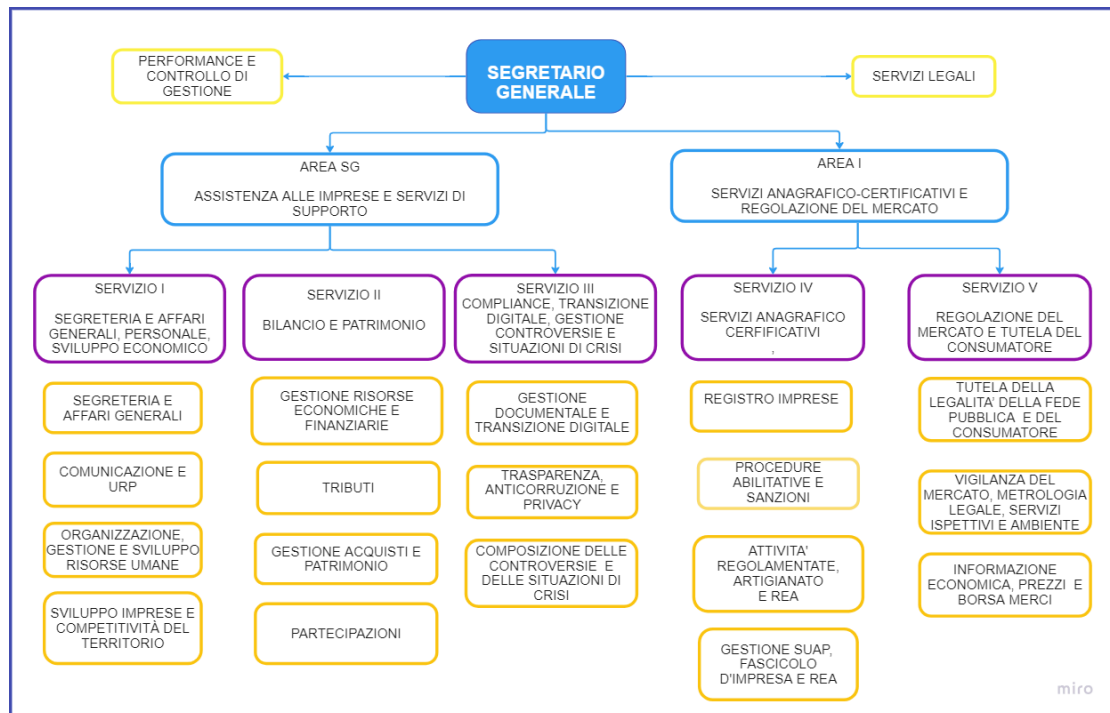 PERFORMANCE E
CONTROLLO DI
GESTIONE
SEGRETARIO
GENERALE
SERVIZI LEGALI
AREA SG
ASSISTENZA ALLE IMPRESE E SERVIZI DI
SUPPORTO
AREA I
SERVIZI ANAGRAFICO-CERTIFICATIVI E
REGOLAZIONE DEL MERCATO
SERVIZIO I
SEGRETERIA E AFFARI
GENERALI, PERSONALE,
SVILUPPO ECONOMICO
SERVIZIO II
BILANCIO E PATRIMONIO
SERVIZIO III
COMPLIANCE, TRANSIZIONE
DIGITALE, GESTIONE
CONTROVERSIE E
SITUAZIONI DI CRISI
SERVIZIO IV
SERVIZI ANAGRAFICO
CERFIFICATIVI
,
SERVIZIO V
REGOLAZIONE DEL
MERCATO E TUTELA DEL
CONSUMATORE
SEGRETERIA E
AFFARI GENERALI
COMUNICAZIONE E
URP
ORGANIZZAZIONE,
GESTIONE E SVILUPPO
RISORSE UMANE
SVILUPPO IMPRESE E
COMPETITIVITÀ DEL
TERRITORIO
GESTIONE RISORSE
ECONOMICHE E
FINANZIARIE
TRIBUTI
GESTIONE ACQUISTI E
PATRIMONIO
PARTECIPAZIONI
GESTIONE
DOCUMENTALE E
TRANSIZIONE DIGITALE
TRASPARENZA,
ANTICORRUZIONE E
PRIVACY
COMPOSIZIONE DELLE
CONTROVERSIE E
DELLE SITUAZIONI DI
CRISI
REGISTRO IMPRESE
PROCEDURE
ABILITATIVE E
SANZIONI
ATTIVITA'
REGOLAMENTATE,
ARTIGIANATO
E REA
GESTIONE SUAP,
FASCICOLO
D'IMPRESA E REA
TUTELA DELLA
LEGALITA' DELLA FEDE
PUBBLICA E DEL
CONSUMATORE
VIGILANZA DEL
MERCATO, METROLOGIA
LEGALE, SERVIZI
ISPETTIVI E AMBIENTE
INFORMAZIONE
ECONOMICA, PREZZI E
BORSA MERCI
miro